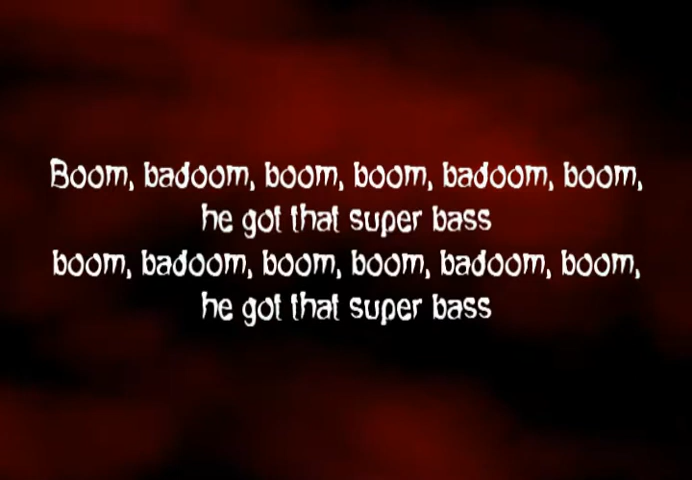 Boom, badoom, boom, boom, badoom, boom,
he got that super bass
boom, badoom, boom, boom, badoom, boom,
he got that super bass